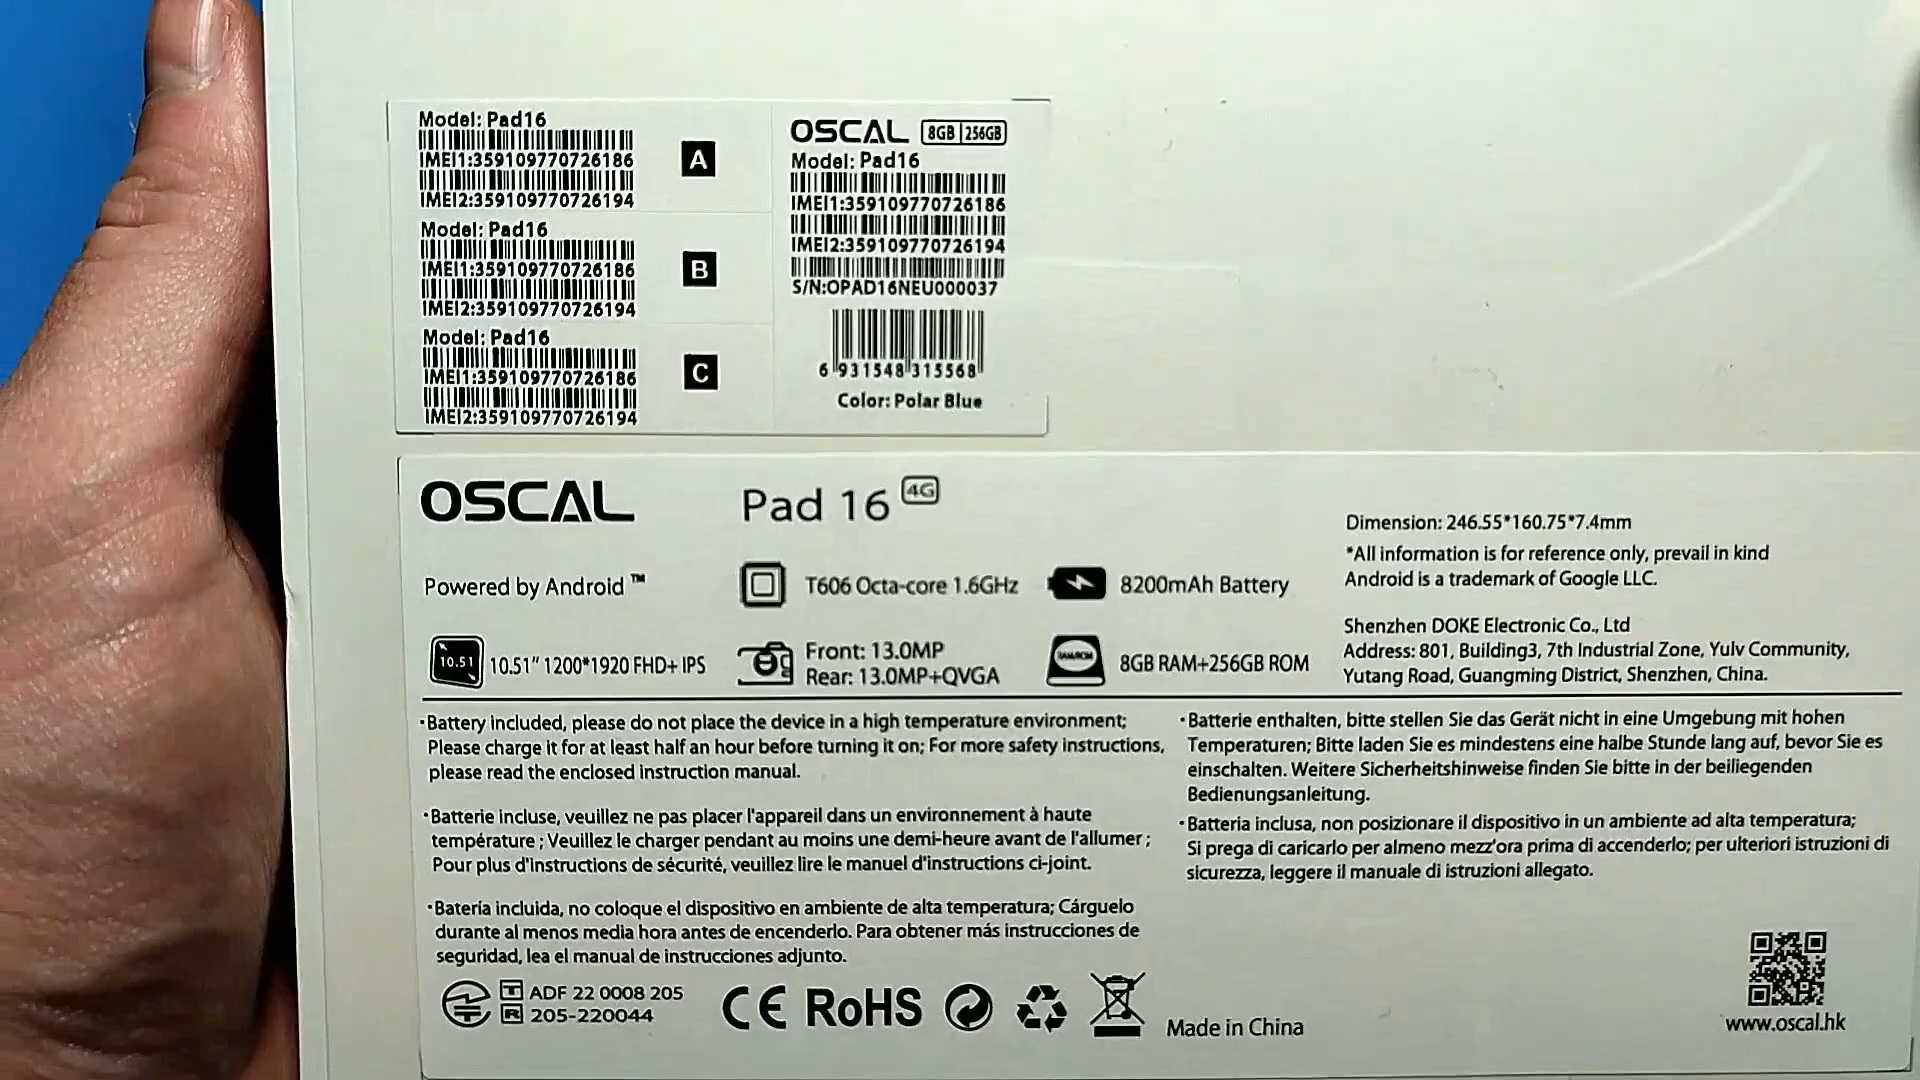 Model: Pad16
IMEI1:359109770726186
IMEI2:359109770726194
A
Model: Pad16
IMEI1:359109770726186
IMEI2:359109770726194
B
Model: Pad16
IMEI1:359109770726186
IMEI2:359109770726194
C
OSCAL 8GB 256GB
Model: Pad16
IMEI1:359109770726186
IMEI2:359109770726194
S/N:OPAD16NEU000037
6 931548 315568
Color: Polar Blue
OSCAL
Pad 16 4G
Powered by Android™
T606 Octa-core 1.6GHz
8200mAh Battery
10.51
10.51" 1200*1920 FHD+ IPS
Front: 13.0MP
Rear: 13.0MP+QVGA
8GB RAM+256GB ROM
Dimension: 246.55*160.75*7.4mm
*All information is for reference only, prevail in kind
Android is a trademark of Google LLC.
Shenzhen DOKE Electronic Co., Ltd
Address: 801, Building3, 7th Industrial Zone, Yulv Community,
Yutang Road, Guangming District, Shenzhen, China.
·Battery included, please do not place the device in a high temperature environment;
Please charge it for at least half an hour before turning it on; For more safety instructions,
please read the enclosed instruction manual.
·Batterie incluse, veuillez ne pas placer l'appareil dans un environnement à haute
température ; Veuillez le charger pendant au moins une demi-heure avant de l'allumer ;
Pour plus d'instructions de sécurité, veuillez lire le manuel d'instructions ci-joint.
·Batería incluida, no coloque el dispositivo en ambiente de alta temperatura; Cárguelo
durante al menos media hora antes de encenderlo. Para obtener más instrucciones de
seguridad, lea el manual de instrucciones adjunto.
·Batterie enthalten, bitte stellen Sie das Gerät nicht in eine Umgebung mit hohen
Temperaturen; Bitte laden Sie es mindestens eine halbe Stunde lang auf, bevor Sie es
einschalten. Weitere Sicherheitshinweise finden Sie bitte in der beiliegenden
Bedienungsanleitung.
·Batteria inclusa, non posizionare il dispositivo in un ambiente ad alta temperatura;
Si prega di caricarlo per almeno mezz'ora prima di accenderlo; per ulteriori istruzioni di
sicurezza, leggere il manuale di istruzioni allegato.
T ADF 22 0008 205
R 205-220044
CE RoHS
Made in China
www.oscal.hk